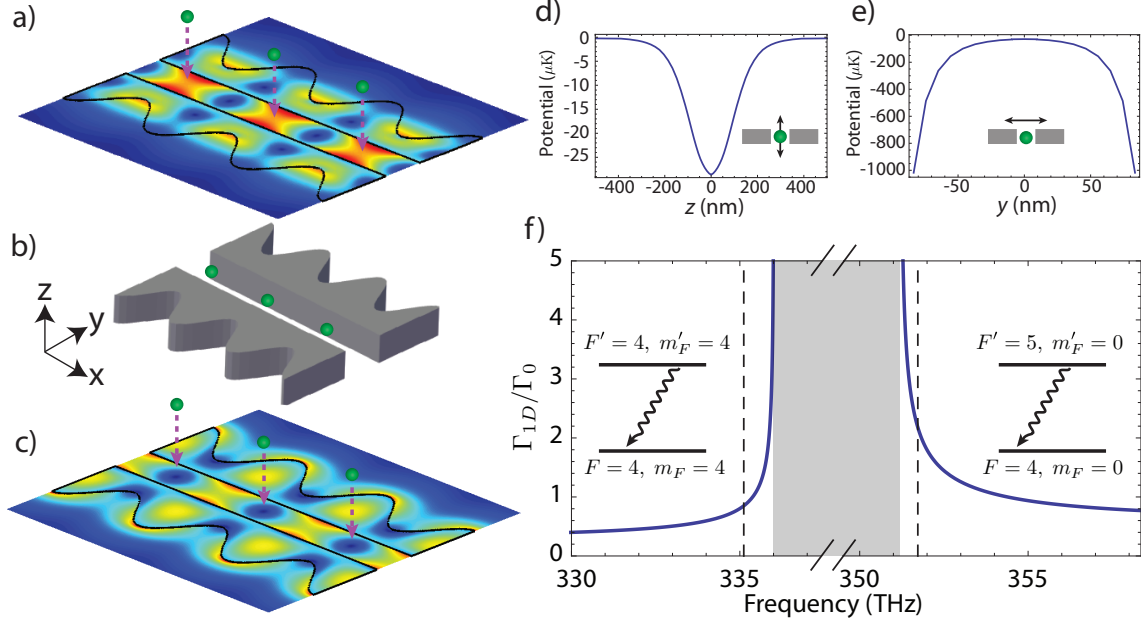 a)
b)
z
y
x
c)
d)
Potential (μK)
0
-5
-10
-15
-20
-25
-400
-200
0
200
400
z (nm)
e)
Potential (μK)
0
-200
-400
-600
-800
-1000
-50
0
50
y (nm)
f)
Γ1D/Γ0
5
4
3
2
1
0
F′ = 4, m′F = 4
F = 4, mF = 4
F′ = 5, m′F = 0
F = 4, mF = 0
330
335
350
355
Frequency (THz)